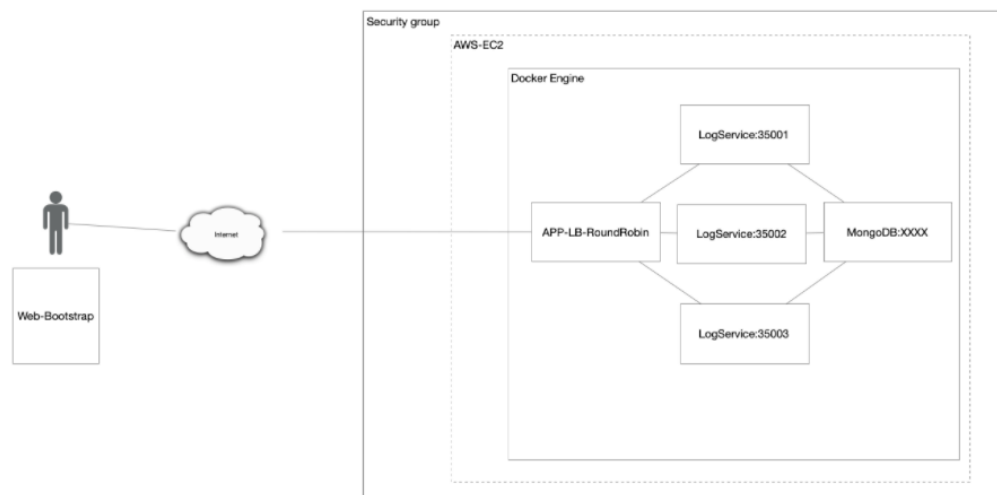 Security group
AWS-EC2
Docker Engine
LogService:35001
Internet
APP-LB-RoundRobin
LogService:35002
MongoDB:XXXX
Web-Bootstrap
LogService:35003